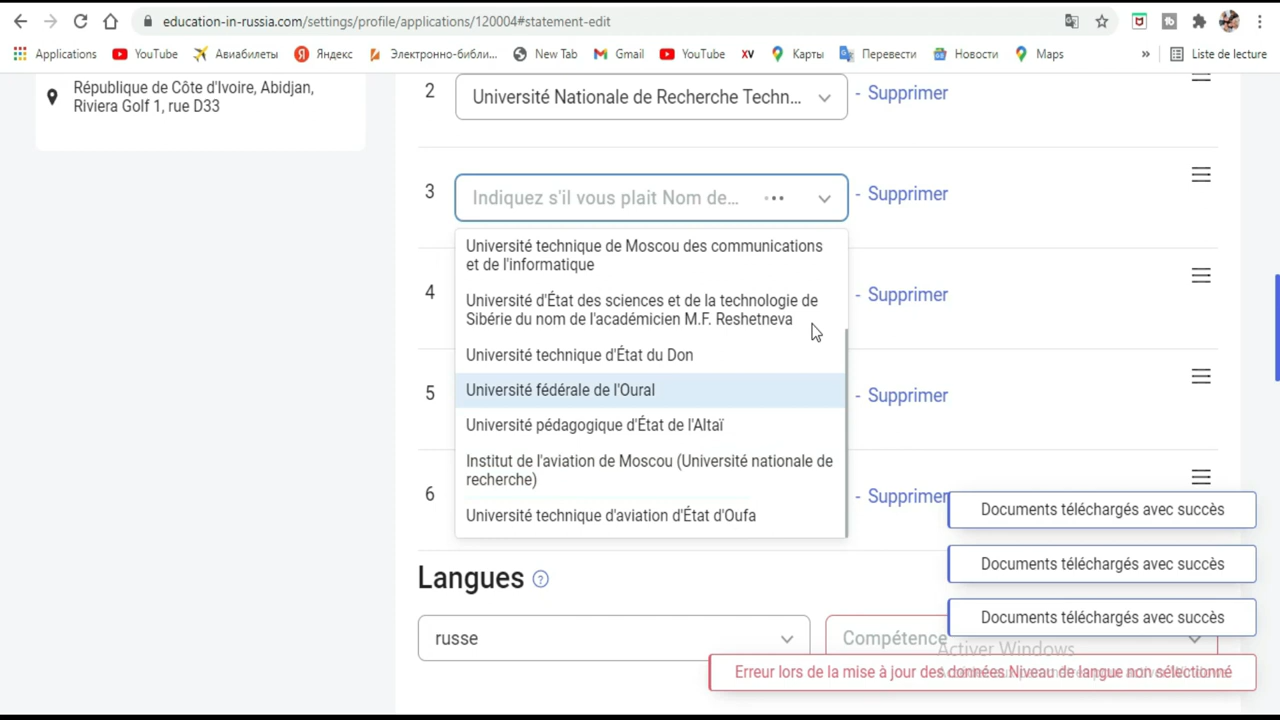 education-in-russia.com/settings/profile/applications/120004#statement-edit
Applications YouTube Авиабилеты Яндекс Электронно-библи... New Tab Gmail YouTube XV Карты Перевести Новости Maps » Liste de lecture
République de Côte d'Ivoire, Abidjan,
Riviera Golf 1, rue D33
2 Université Nationale de Recherche Techn... - Supprimer
3 Indiquez s'il vous plait Nom de... - Supprimer
Université technique de Moscou des communications
et de l'informatique
4 - Supprimer
Université d'État des sciences et de la technologie de
Sibérie du nom de l'académicien M.F. Reshetneva
Université technique d'État du Don
Université fédérale de l'Oural
5 - Supprimer
Université pédagogique d'État de l'Altaï
Institut de l'aviation de Moscou (Université nationale de
recherche)
6 - Supprimer
Université technique d'aviation d'État d'Oufa
Documents téléchargés avec succès
Documents téléchargés avec succès
Documents téléchargés avec succès
Langues ?
russe Compétence
Activer Windows
Erreur lors de la mise à jour des données Niveau de langue non sélectionné